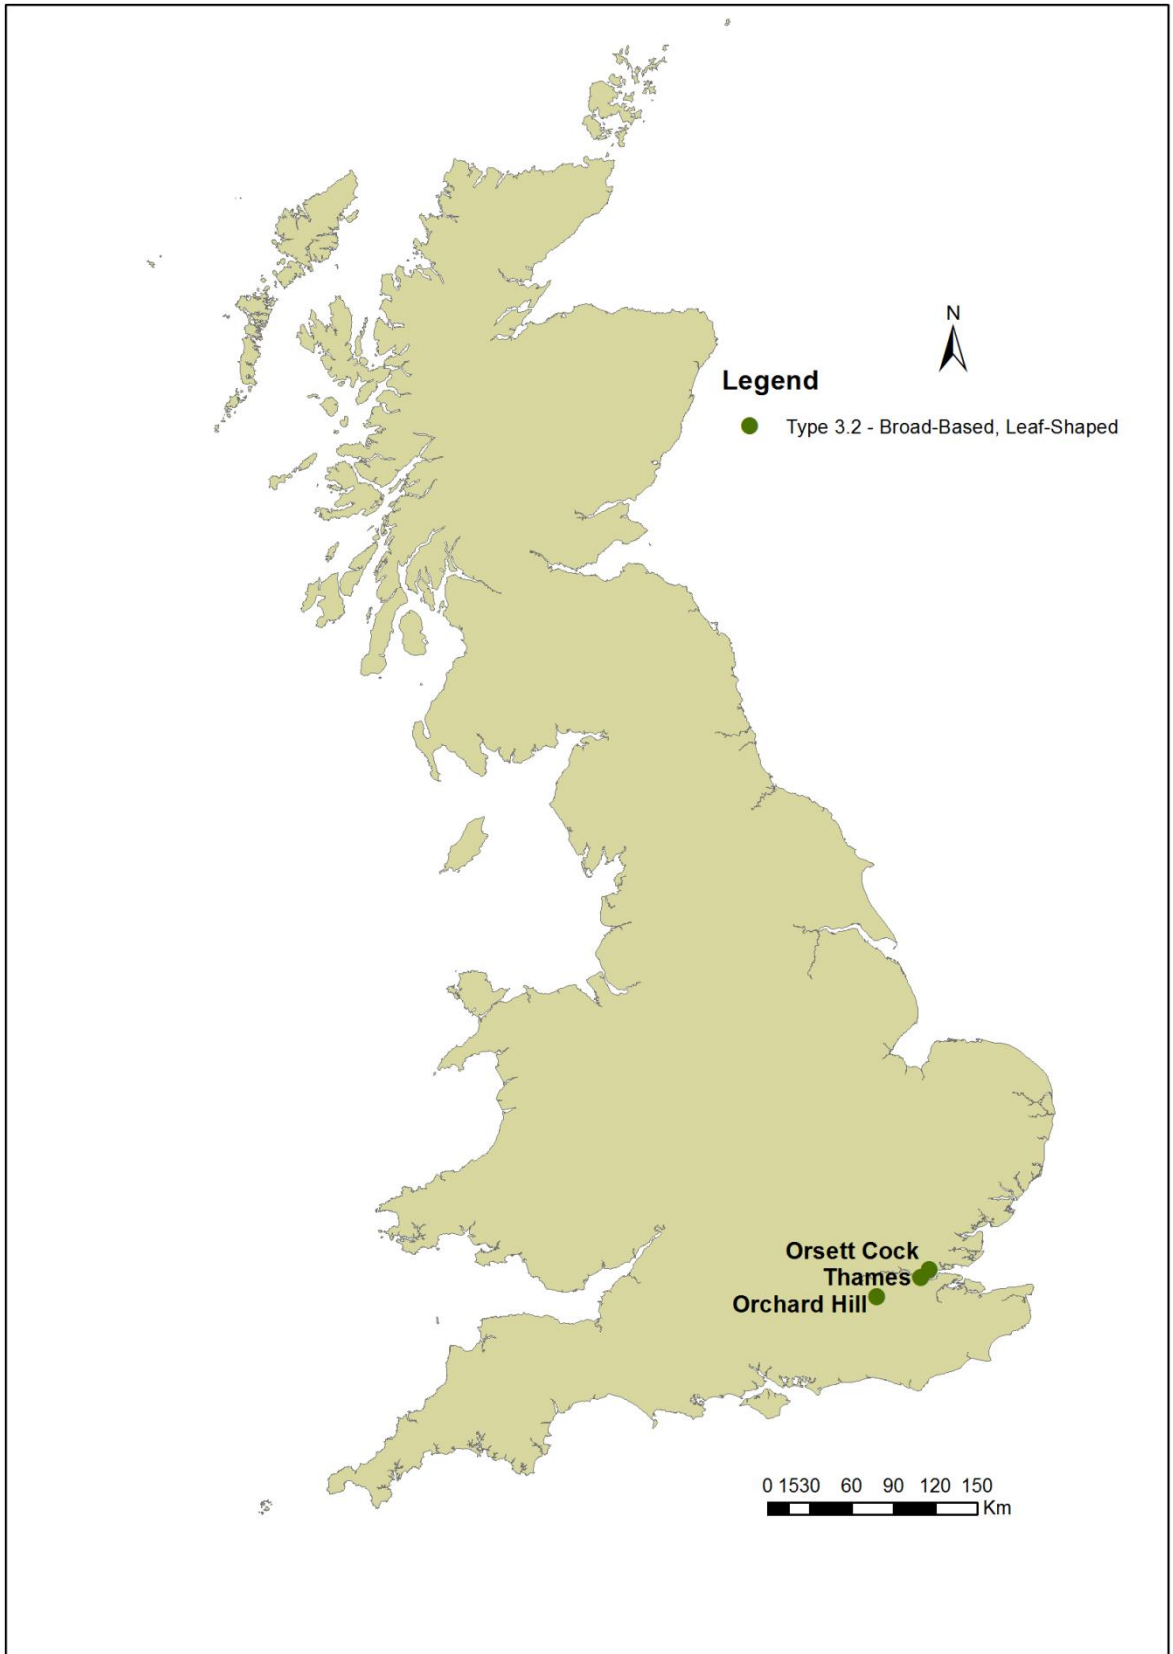 N
Legend
Type 3.2 - Broad-Based, Leaf-Shaped
Orsett Cock
Thames
Orchard Hill
0 1530 60 90 120 150
Km